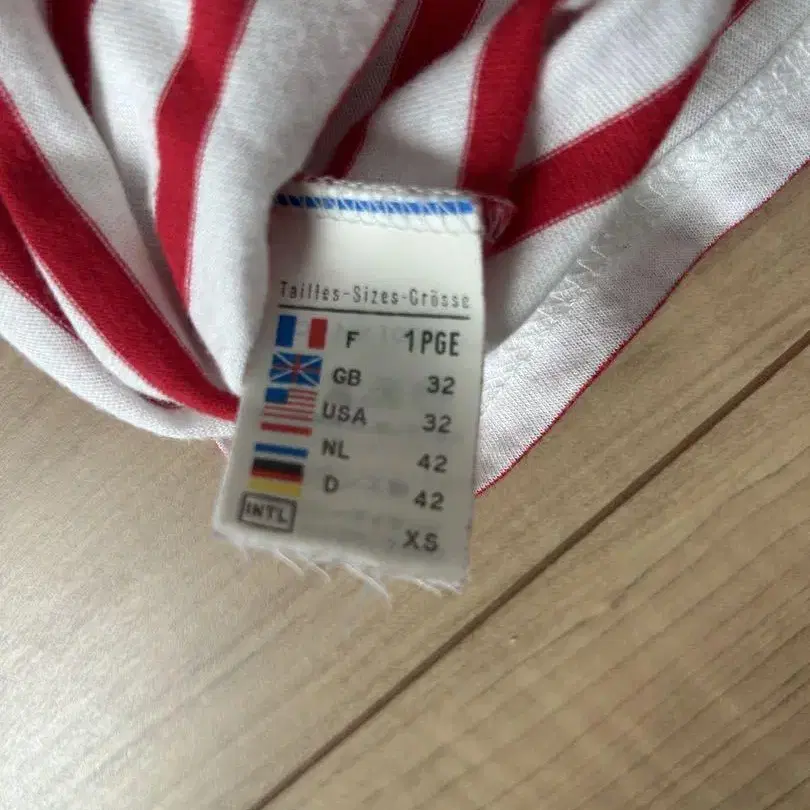 Tailles-Sizes-Grösse
F 1PGE
GB 32
USA 32
NL 42
D 42
INTL XS